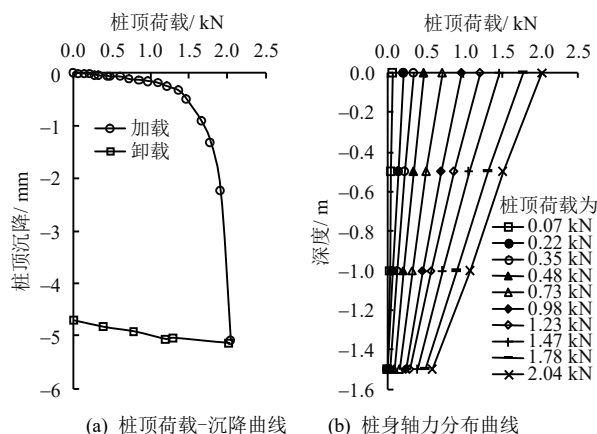 桩顶荷载/ kN
0.0 0.5 1.0 1.5 2.0 2.5
0
−1
−2
−3
−4
−5
−6
桩顶沉降/ mm
加载
卸载
(a) 桩顶荷载−沉降曲线
桩顶荷载/ kN
0.0 0.5 1.0 1.5 2.0 2.5
0.0
−0.2
−0.4
−0.6
−0.8
−1.0
−1.2
−1.4
−1.6
深度/ m
桩顶荷载为
0.07 kN
0.22 kN
0.35 kN
0.48 kN
0.73 kN
0.98 kN
1.23 kN
1.47 kN
1.78 kN
2.04 kN
(b) 桩身轴力分布曲线